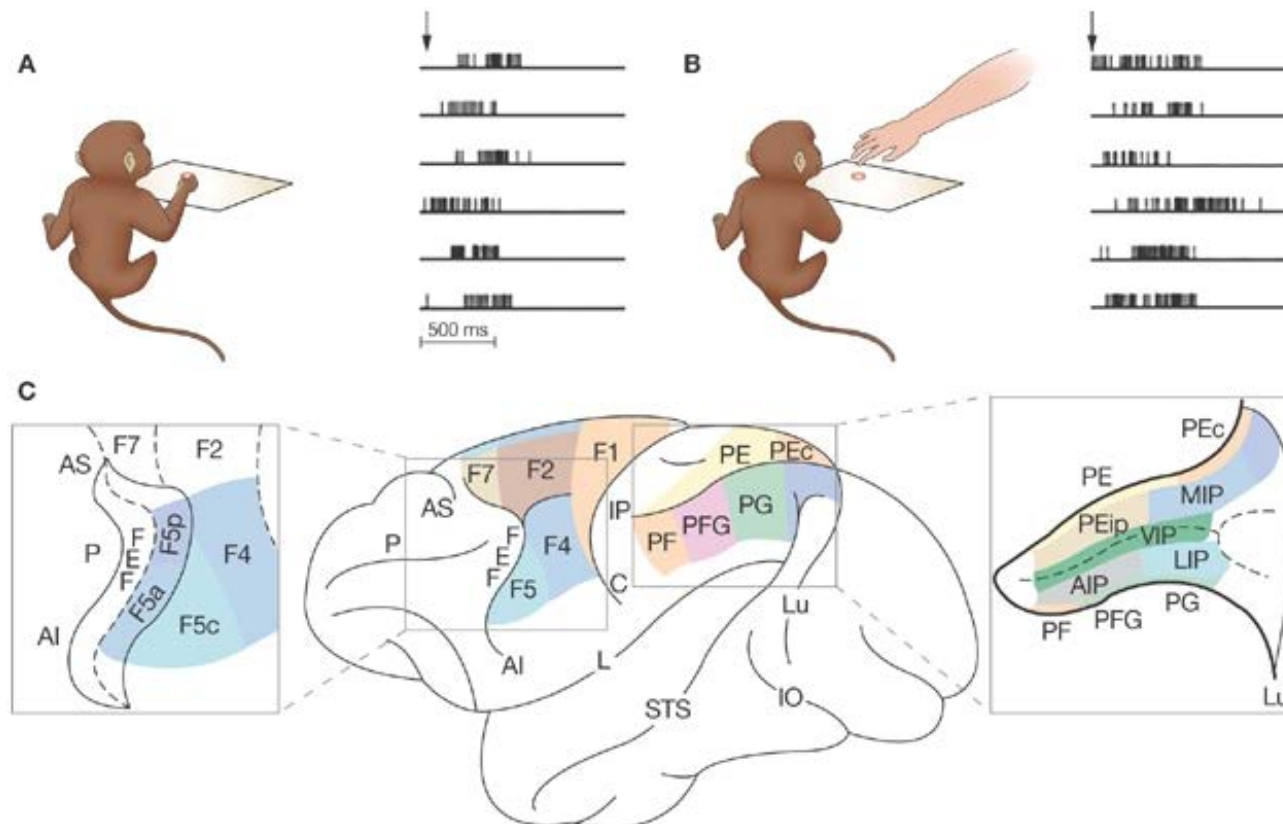 A
500 ms
B
C
F7
F2
AS
P
F
E
F
F5p
F5a
F4
F5c
AI
F7
F2
F1
AS
P
F
E
F
F4
F5
C
AI
L
STS
IO
Lu
IP
PE
PEc
PF
PFG
PG
PEc
PE
MIP
PEip
VIP
LIP
AIP
PF
PFG
PG
Lu